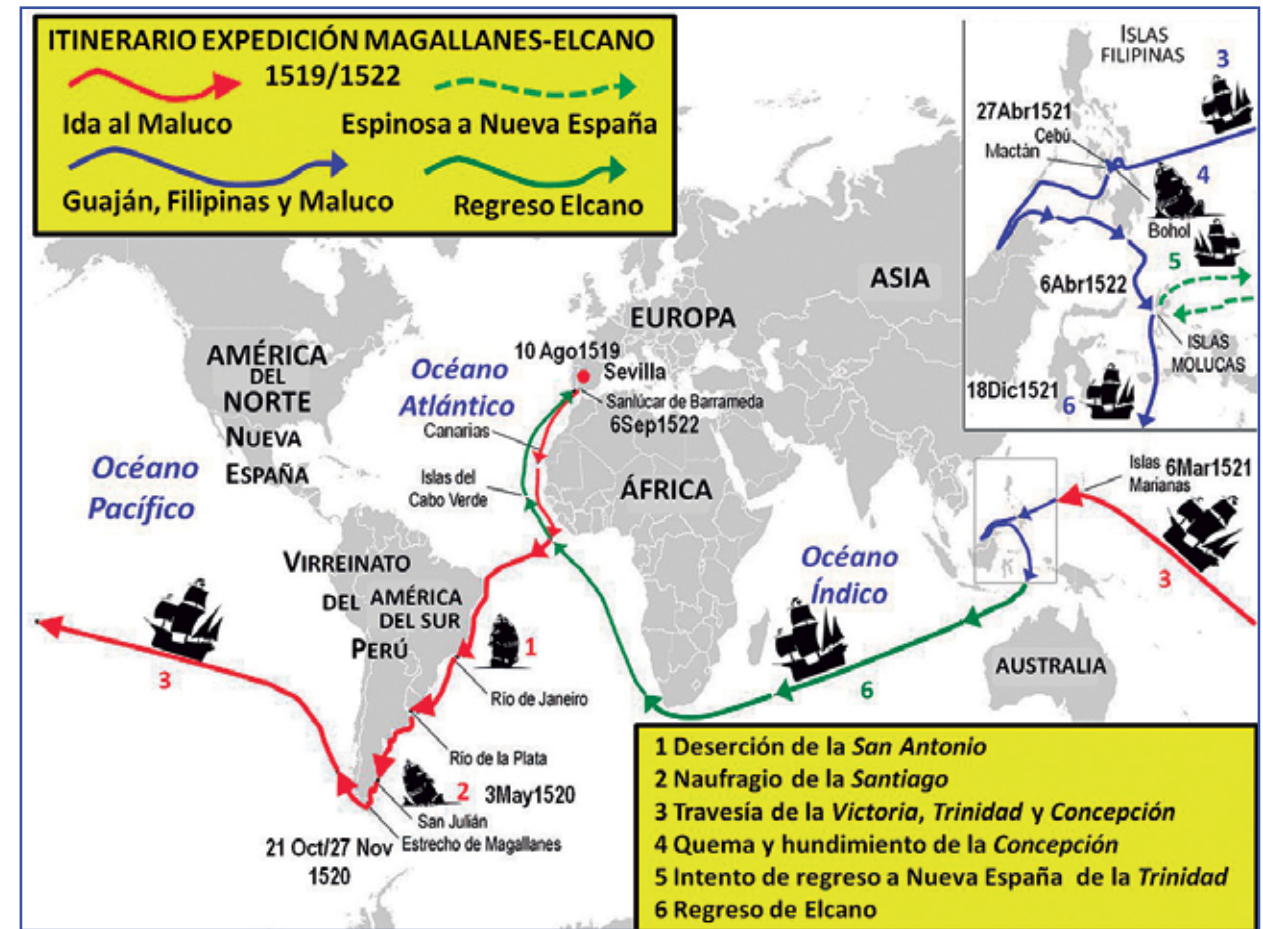 ITINERARIO EXPEDICIÓN MAGALLANES-ELCANO
1519/1522
Ida al Maluco
Espinosa a Nueva España
Guaján, Filipinas y Maluco
Regreso Elcano
ISLAS
FILIPINAS
3
27Abr1521
Cebú
Mactán
4
Bohol
5
6Abr1522
ISLAS
MOLUCAS
18Dic1521
6
ASIA
EUROPA
10 Ago1519
Sevilla
Sanlúcar de Barrameda
6Sep1522
AMÉRICA
DEL
NORTE
NUEVA
ESPAÑA
Océano
Atlántico
Canarias
Islas del
Cabo Verde
ÁFRICA
Océano
Pacífico
Islas
Marianas
6Mar1521
3
Océano
Índico
VIRREINATO
DEL
PERÚ
AMÉRICA
DEL SUR
1
3
Río de Janeiro
6
AUSTRALIA
Río de la Plata
2
3May1520
San Julián
Estrecho de Magallanes
21 Oct/27 Nov
1520
1 Deserción de la San Antonio
2 Naufragio de la Santiago
3 Travesía de la Victoria, Trinidad y Concepción
4 Quema y hundimiento de la Concepción
5 Intento de regreso a Nueva España de la Trinidad
6 Regreso de Elcano